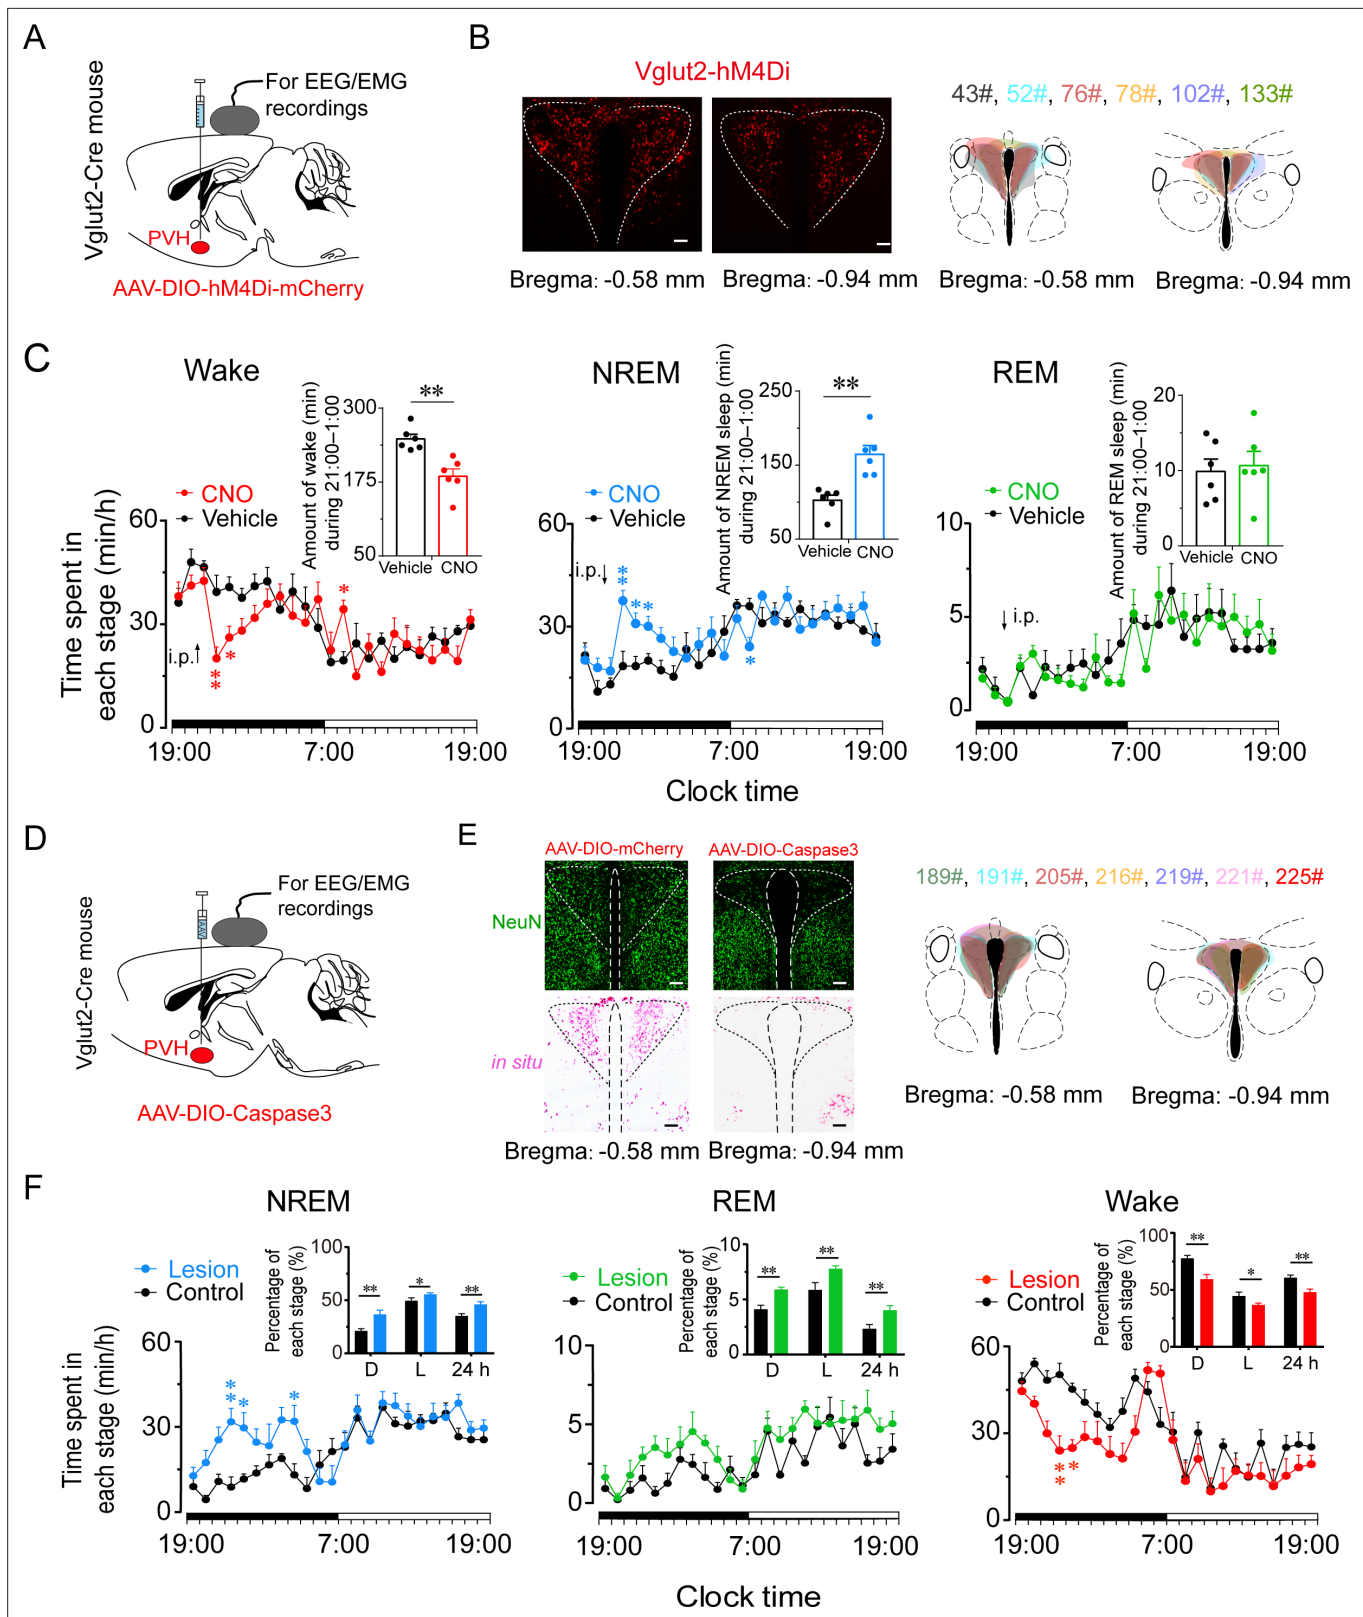 A
Vglut2-Cre mouse
For EEG/EMG
recordings
PVH
AAV-DIO-hM4Di-mCherry
B
Vglut2-hM4Di
43#, 52#, 76#, 78#, 102#, 133#
Bregma: -0.58 mm
Bregma: -0.94 mm
Bregma: -0.58 mm
Bregma: -0.94 mm
C
Wake
Time spent in
each stage (min/h)
CNO
Vehicle
60
30
0
i.p.
**
*
*
19:00
7:00
19:00
Amount of wake (min)
during 21:00–1:00
300
175
50
**
Vehicle
CNO
NREM
CNO
Vehicle
60
30
0
i.p.
**
*
*
*
19:00
7:00
19:00
Amount of NREM sleep (min)
during 21:00–1:00
250
150
50
**
Vehicle
CNO
REM
CNO
Vehicle
10
5
0
i.p.
19:00
7:00
19:00
Amount of REM sleep (min)
during 21:00–1:00
20
10
0
Vehicle
CNO
Clock time
D
Vglut2-Cre mouse
For EEG/EMG
recordings
AAV
PVH
AAV-DIO-Caspase3
E
AAV-DIO-mCherry
AAV-DIO-Caspase3
NeuN
in situ
Bregma: -0.58 mm
Bregma: -0.94 mm
189#, 191#, 205#, 216#, 219#, 221#, 225#
Bregma: -0.58 mm
Bregma: -0.94 mm
F
NREM
Time spent in
each stage (min/h)
Lesion
Control
60
30
0
**
*
*
19:00
7:00
19:00
Percentage of
each stage (%)
100
50
0
**
*
**
D
L
24 h
REM
Lesion
Control
10
5
0
19:00
7:00
19:00
Percentage of
each stage (%)
10
5
0
**
**
**
D
L
24 h
Wake
Lesion
Control
60
30
0
**
*
19:00
7:00
19:00
Percentage of
each stage (%)
100
50
0
**
*
**
D
L
24 h
Clock time